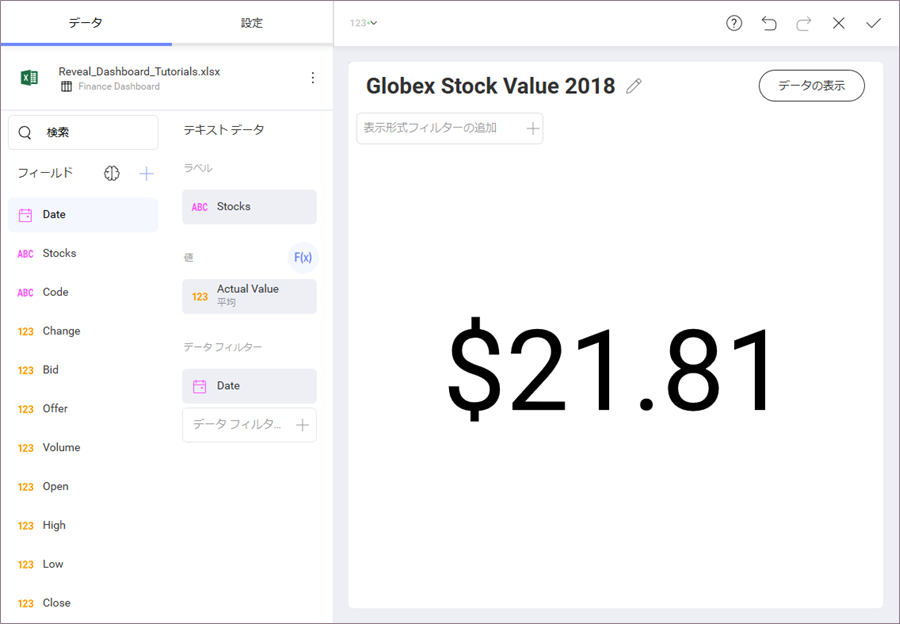 データ
設定
123
Reveal_Dashboard_Tutorials.xlsx
Finance Dashboard
検索
フィールド
Date
ABC Stocks
ABC Code
123 Change
123 Bid
123 Offer
123 Volume
123 Open
123 High
123 Low
123 Close
テキスト データ
ラベル
ABC Stocks
値
F(x)
123 Actual Value
平均
データ フィルター
Date
データ フィルタ...
Globex Stock Value 2018
データの表示
表示形式フィルターの追加
$21.81